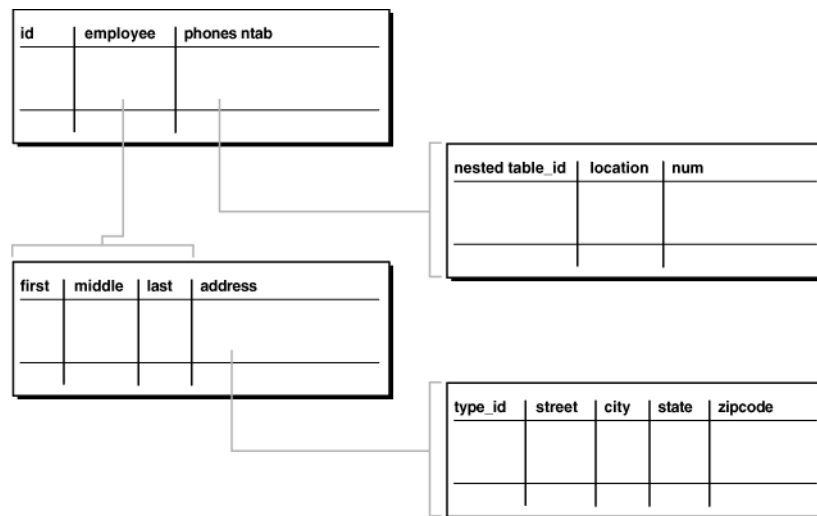 id employee phones ntab
nested table_id location num
first middle last address
type_id street city state zipcode